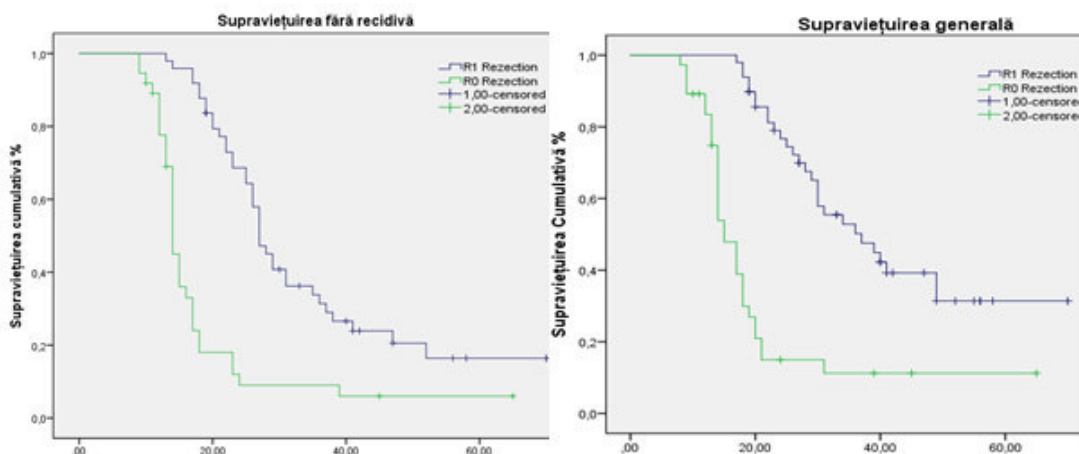 Supraviețuirea fără recidivă
Supraviețuirea cumulativă %
1,0
0,8
0,6
0,4
0,2
0,0
R1 Rezection
R0 Rezection
1,00-censored
2,00-censored
,00
20,00
40,00
60,00
Supraviețuirea generală
Supraviețuirea Cumulativă %
1,0
0,8
0,6
0,4
0,2
0,0
R1 Rezection
R0 Rezection
1,00-censored
2,00-censored
,00
20,00
40,00
60,00